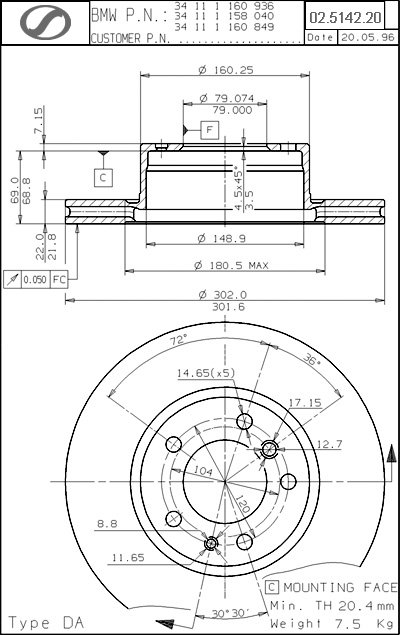 BMW P.N.: 34 11 1 160 936
34 11 1 158 040
34 11 1 160 849
CUSTOMER P.N. ....................
02.5142.20
Date 20.05.96
Ø 160.25
Ø 79.074
79.000
F
7.15
C
69.0
68.8
4.5x45°
3.5
22.0
21.8
0.050 FC
Ø 148.9
Ø 180.5 MAX
Ø 302.0
301.6
72°
36°
14.65(x5)
17.15
12.7
104
120
8.8
11.65
30°30'
C MOUNTING FACE
Min. TH 20.4mm
Type DA
Weight 7.5 Kg